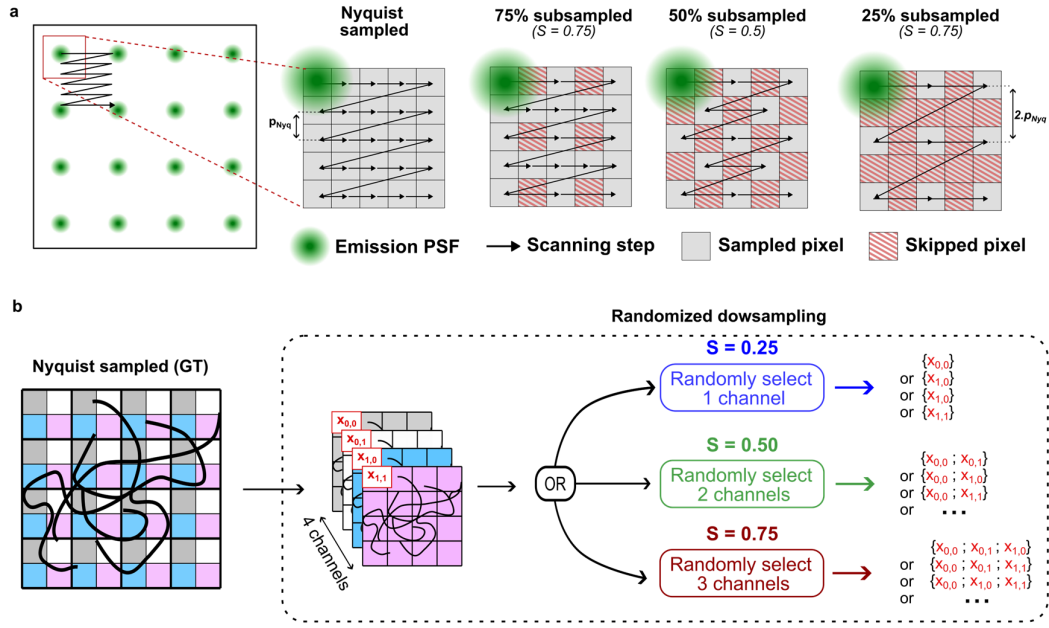 a
Nyquist
sampled
75% subsampled
(S = 0.75)
50% subsampled
(S = 0.5)
25% subsampled
(S = 0.75)
pNyq
2.pNyq
Emission PSF
Scanning step
Sampled pixel
Skipped pixel
b
Randomized dowsampling
Nyquist sampled (GT)
x0,0
x0,1
x1,0
x1,1
4 channels
OR
S = 0.25
Randomly select
1 channel
{x0,0}
or {x1,0}
or {x1,0}
or {x1,1}
S = 0.50
Randomly select
2 channels
{x0,0 ; x0,1}
or {x0,0 ; x1,0}
or {x0,0 ; x1,1}
or ...
S = 0.75
Randomly select
3 channels
{x0,0 ; x0,1 ; x1,0}
or {x0,0 ; x0,1 ; x1,1}
or {x0,0 ; x1,0 ; x1,1}
or ...